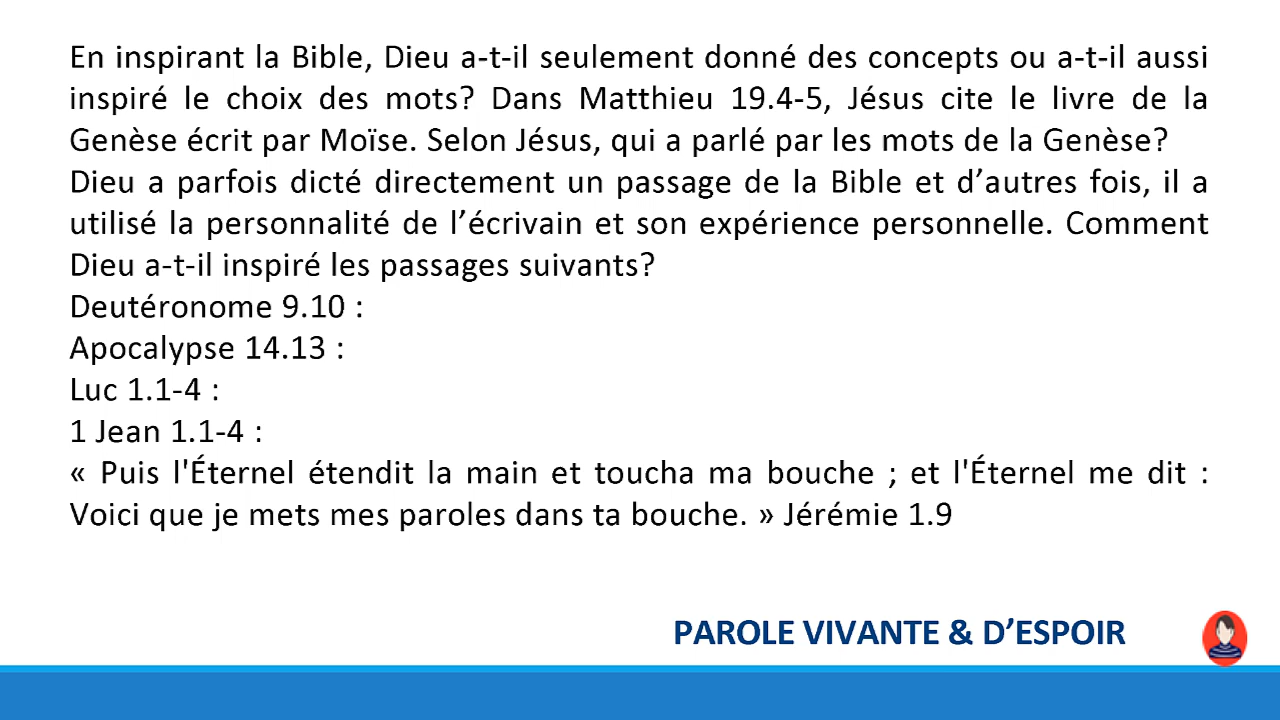 En inspirant la Bible, Dieu a-t-il seulement donné des concepts ou a-t-il aussi
inspiré le choix des mots? Dans Matthieu 19.4-5, Jésus cite le livre de la
Genèse écrit par Moïse. Selon Jésus, qui a parlé par les mots de la Genèse?
Dieu a parfois dicté directement un passage de la Bible et d’autres fois, il a
utilisé la personnalité de l’écrivain et son expérience personnelle. Comment
Dieu a-t-il inspiré les passages suivants?
Deutéronome 9.10 :
Apocalypse 14.13 :
Luc 1.1-4 :
1 Jean 1.1-4 :
« Puis l'Éternel étendit la main et toucha ma bouche ; et l'Éternel me dit :
Voici que je mets mes paroles dans ta bouche. » Jérémie 1.9
PAROLE VIVANTE & D’ESPOIR